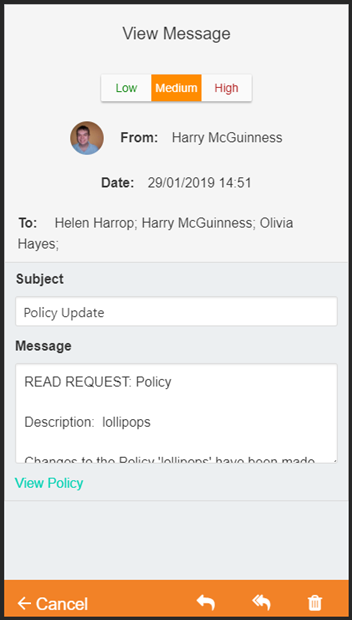 View Message
Low Medium High
From: Harry McGuinness
Date: 29/01/2019 14:51
To: Helen Harrop; Harry McGuinness; Olivia
Hayes;
Subject
Policy Update
Message
READ REQUEST: Policy
Description: lollipops
Changes to the Policy 'lollipops' have been made
View Policy
Cancel